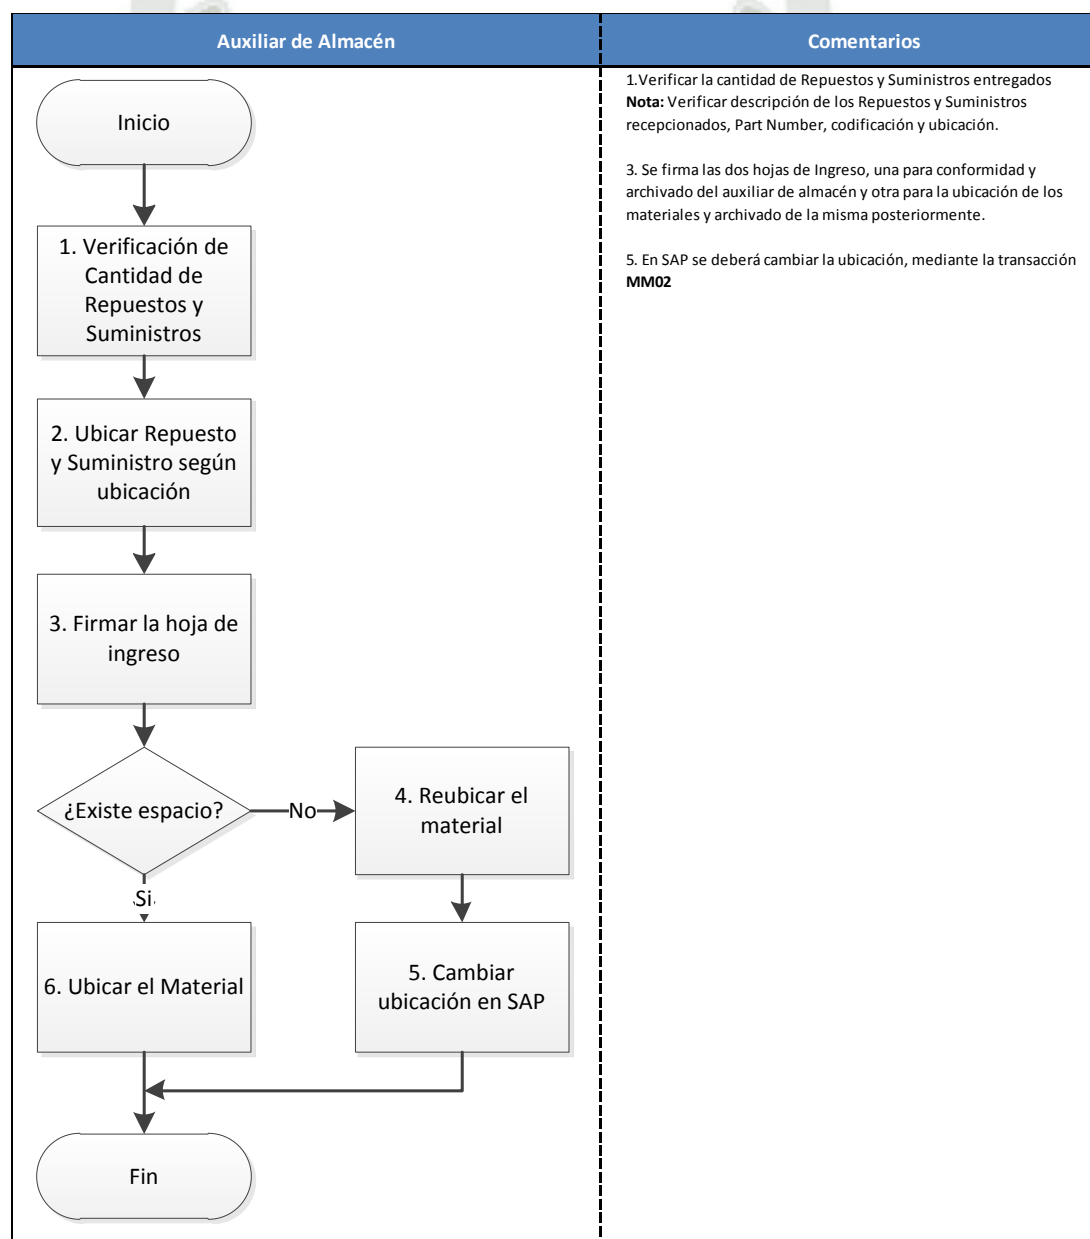 Auxiliar de Almacén
Comentarios
Inicio
1. Verificación de
Cantidad de
Repuestos y
Suministros
2. Ubicar Repuesto
y Suministro según
ubicación
3. Firmar la hoja de
ingreso
¿Existe espacio?
No
4. Reubicar el
material
Si
6. Ubicar el Material
5. Cambiar
ubicación en SAP
Fin
1.Verificar la cantidad de Repuestos y Suministros entregados
Nota: Verificar descripción de los Repuestos y Suministros
recepcionados, Part Number, codificación y ubicación.
3. Se firma las dos hojas de Ingreso, una para conformidad y
archivado del auxiliar de almacén y otra para la ubicación de los
materiales y archivado de la misma posteriormente.
5. En SAP se deberá cambiar la ubicación, mediante la transacción
MM02